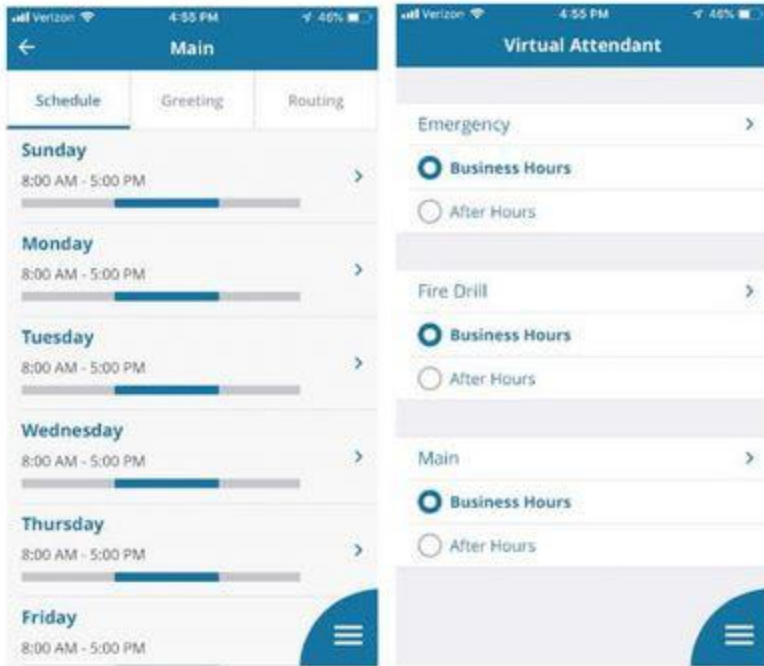 Verizon 4:55 PM 46%
Main
Schedule Greeting Routing
Sunday
8:00 AM - 5:00 PM
Monday
8:00 AM - 5:00 PM
Tuesday
8:00 AM - 5:00 PM
Wednesday
8:00 AM - 5:00 PM
Thursday
8:00 AM - 5:00 PM
Friday
8:00 AM - 5:00 PM
Verizon 4:55 PM 46%
Virtual Attendant
Emergency
Business Hours
After Hours
Fire Drill
Business Hours
After Hours
Main
Business Hours
After Hours